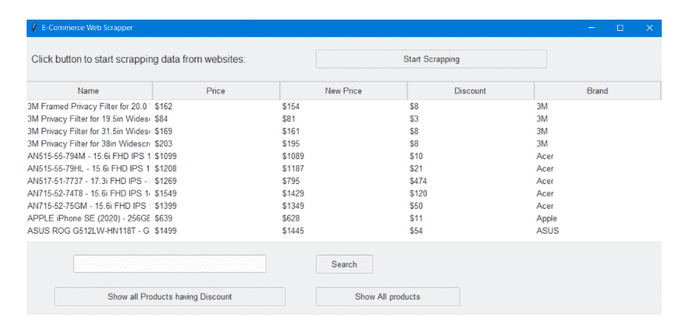 E-Commerce Web Scrapper
Click button to start scrapping data from websites: Start Scrapping
Name Price New Price Discount Brand
3M Framed Privacy Filter for 20.0 $162 $154 $8 3M
3M Privacy Filter for 19.5in Widesc $84 $81 $3 3M
3M Privacy Filter for 31.5in Widesc $169 $161 $8 3M
3M Privacy Filter for 38in Widescre $203 $195 $8 3M
AN515-55-794M - 15.6i FHD IPS 1 $1099 $1089 $10 Acer
AN515-55-79HL - 15.6i FHD IPS 1 $1208 $1187 $21 Acer
AN517-51-7737 - 17.3i FHD IPS - $1269 $795 $474 Acer
AN715-52-74T8 - 15.6i FHD IPS 14 $1549 $1429 $120 Acer
AN715-52-75GM - 15.6i FHD IPS $1399 $1349 $50 Acer
APPLE iPhone SE (2020) - 256GE $639 $628 $11 Apple
ASUS ROG G512LW-HN118T - G $1499 $1445 $54 ASUS
Search
Show all Products having Discount Show All products